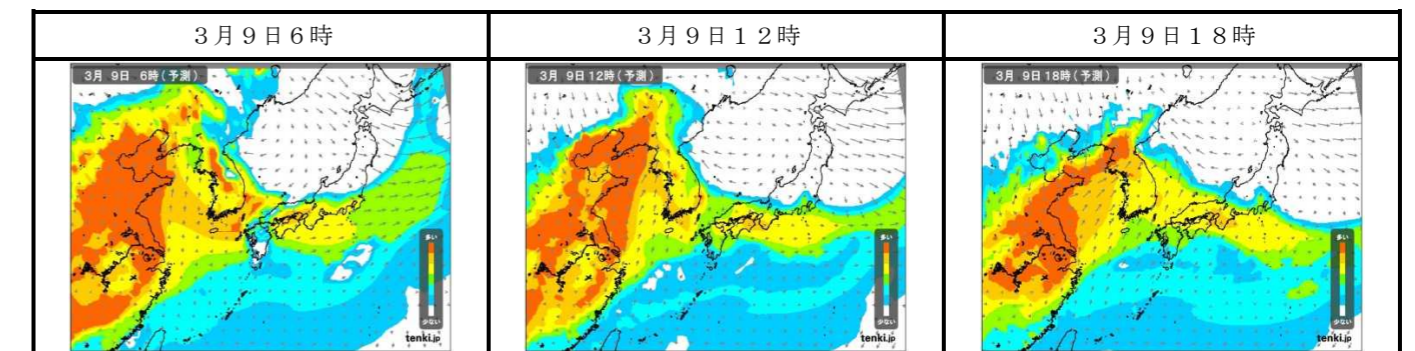 ３月９日６時
３月９日１２時
３月９日１８時
3月 9日 6時(予測)
多い
少ない
tenki.jp
3月 9日 12時(予測)
多い
少ない
tenki.jp
3月 9日 18時(予測)
多い
少ない
tenki.jp